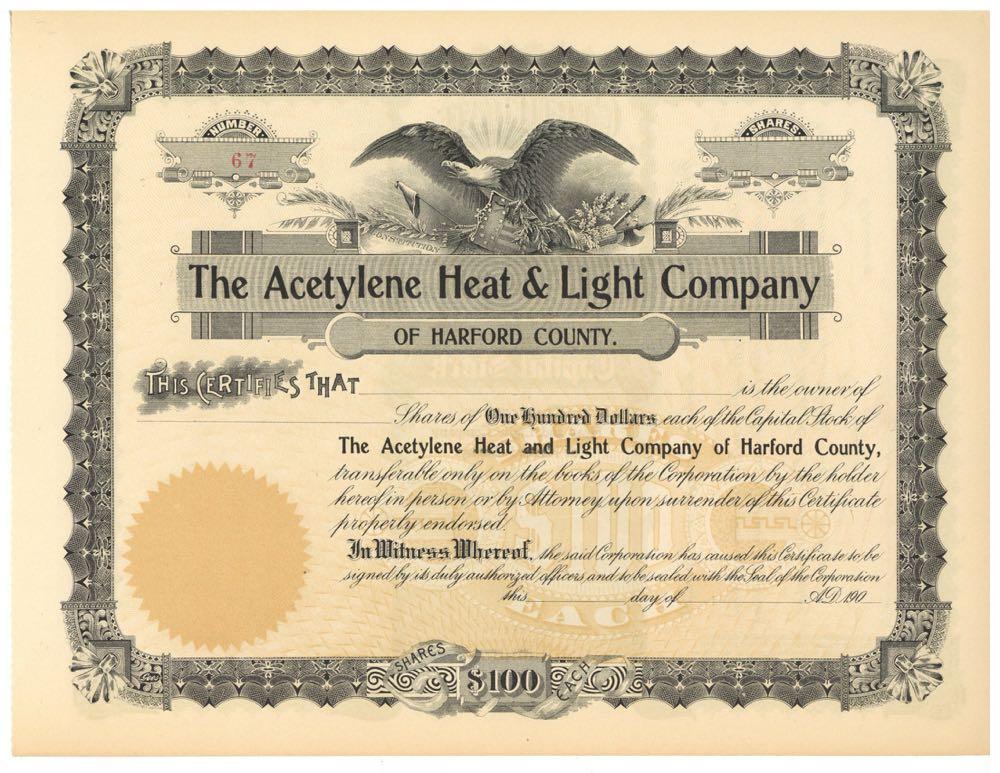 NUMBER
67
SHARES
CONSTITUTION
The Acetylene Heat & Light Company
OF HARFORD COUNTY.
THIS CERTIFIES THAT is the owner of
Shares of One Hundred Dollars each of the Capital Stock of
The Acetylene Heat and Light Company of Harford County,
transferable only on the books of the Corporation by the holder
hereof in person or by Attorney upon surrender of this Certificate
properly endorsed.
In Witness Whereof, the said Corporation has caused this Certificate to be
signed by its duly authorized officers and to be sealed with the Seal of the Corporation
this day of A.D. 190
SHARES
$100
EACH
SHARES
$100
EACH